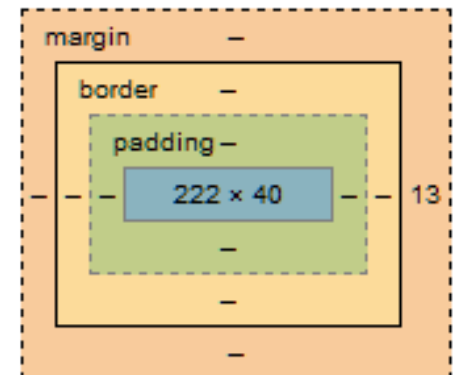 margin –
border –
padding –
– – – 222 × 40 – – 13
–
–
–